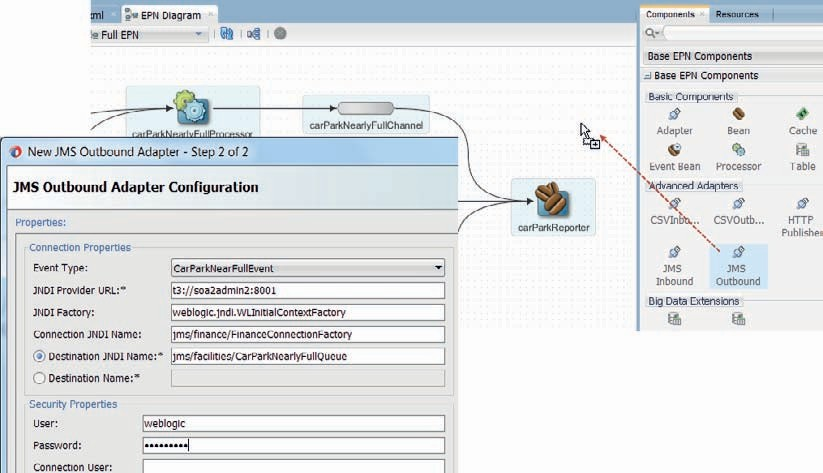 xml
EPN Diagram
Full EPN
carParkNearlyFullProcessor
carParkNearlyFullChannel
carParkReporter
Components
Resources
Base EPN Components
Base EPN Components
Basic Components
Adapter
Bean
Cache
Event Bean
Processor
Table
Advanced Adapters
CSVInbo...
CSVOutb...
HTTP
Publisher
JMS
Inbound
JMS
Outbound
Big Data Extensions
New JMS Outbound Adapter - Step 2 of 2
JMS Outbound Adapter Configuration
Properties:
Connection Properties
Event Type:
CarParkNearFullEvent
JNDI Provider URL:*
t3://soa2admin2:8001
JNDI Factory:
weblogic.jndi.WLInitialContextFactory
Connection JNDI Name:
jms/finance/FinanceConnectionFactory
Destination JNDI Name:*
jms/facilities/CarParkNearlyFullQueue
Destination Name:*
Security Properties
User:
weblogic
Password:
•••••••••
Connection User: